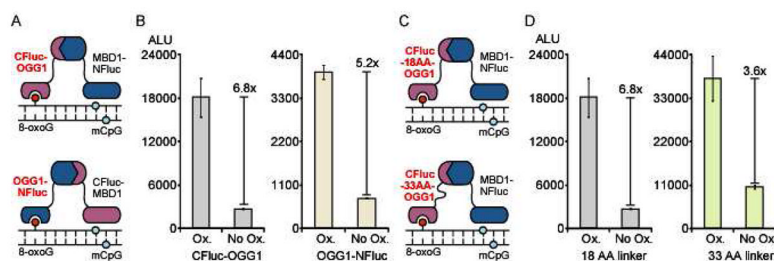 A
CFluc-
OGG1
MBD1-
NFluc
8-oxoG
mCpG
OGG1-
NFluc
CFluc-
MBD1
8-oxoG
mCpG
B
ALU
24000
18000
12000
6000
0
6.8x
Ox. No Ox.
CFluc-OGG1
4400
3300
2200
1100
0
5.2x
Ox. No Ox.
OGG1-NFluc
C
CFluc
-18AA-
OGG1
MBD1-
NFluc
8-oxoG
mCpG
CFluc
-33AA-
OGG1
MBD1-
NFluc
8-oxoG
mCpG
D
ALU
24000
18000
12000
6000
0
6.8x
Ox. No Ox.
18 AA linker
44000
33000
22000
11000
0
3.6x
Ox. No Ox.
33 AA linker